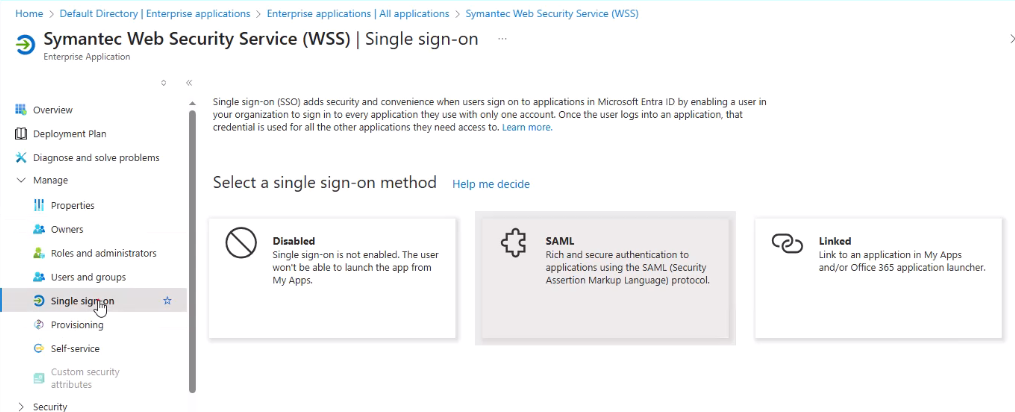 Home > Default Directory | Enterprise applications > Enterprise applications | All applications > Symantec Web Security Service (WSS)
Symantec Web Security Service (WSS) | Single sign-on ...
Enterprise Application
Overview
Deployment Plan
Diagnose and solve problems
Manage
Properties
Owners
Roles and administrators
Users and groups
Single sign-on
Provisioning
Self-service
Custom security
attributes
Security
Single sign-on (SSO) adds security and convenience when users sign on to applications in Microsoft Entra ID by enabling a user in
your organization to sign in to every application they use with only one account. Once the user logs into an application, that
credential is used for all the other applications they need access to. Learn more.
Select a single sign-on method Help me decide
Disabled
Single sign-on is not enabled. The user
won't be able to launch the app from
My Apps.
SAML
Rich and secure authentication to
applications using the SAML (Security
Assertion Markup Language) protocol.
Linked
Link to an application in My Apps
and/or Office 365 application launcher.